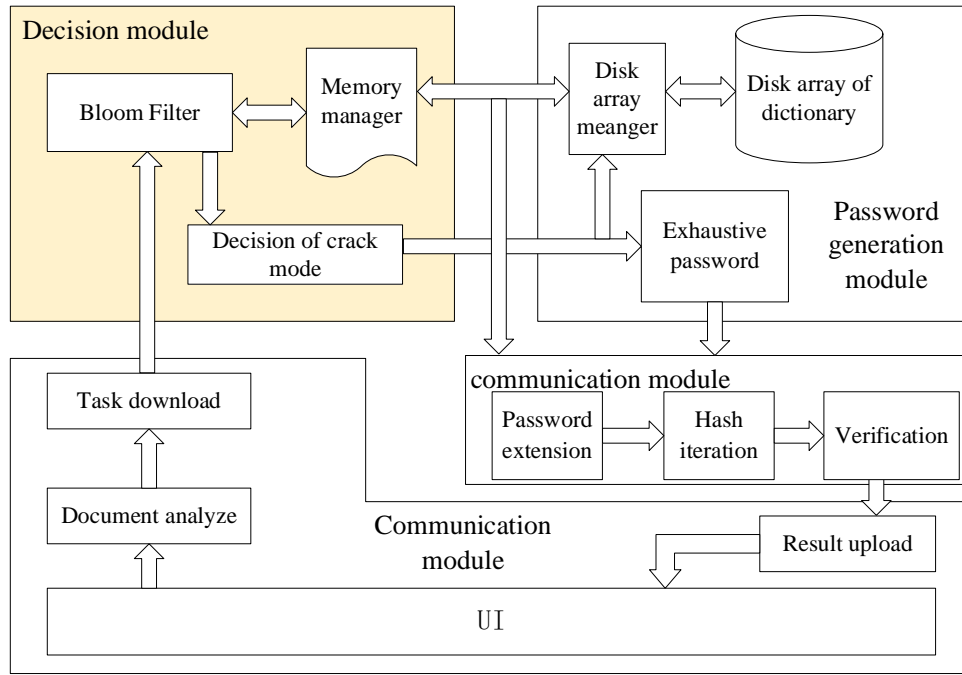 Decision module
Bloom Filter
Memory
manager
Decision of crack
mode
Disk
array
meanger
Disk array of
dictionary
Exhaustive
password
Password
generation
module
communication module
Password
extension
Hash
iteration
Verification
Task download
Document analyze
Communication
module
Result upload
UI